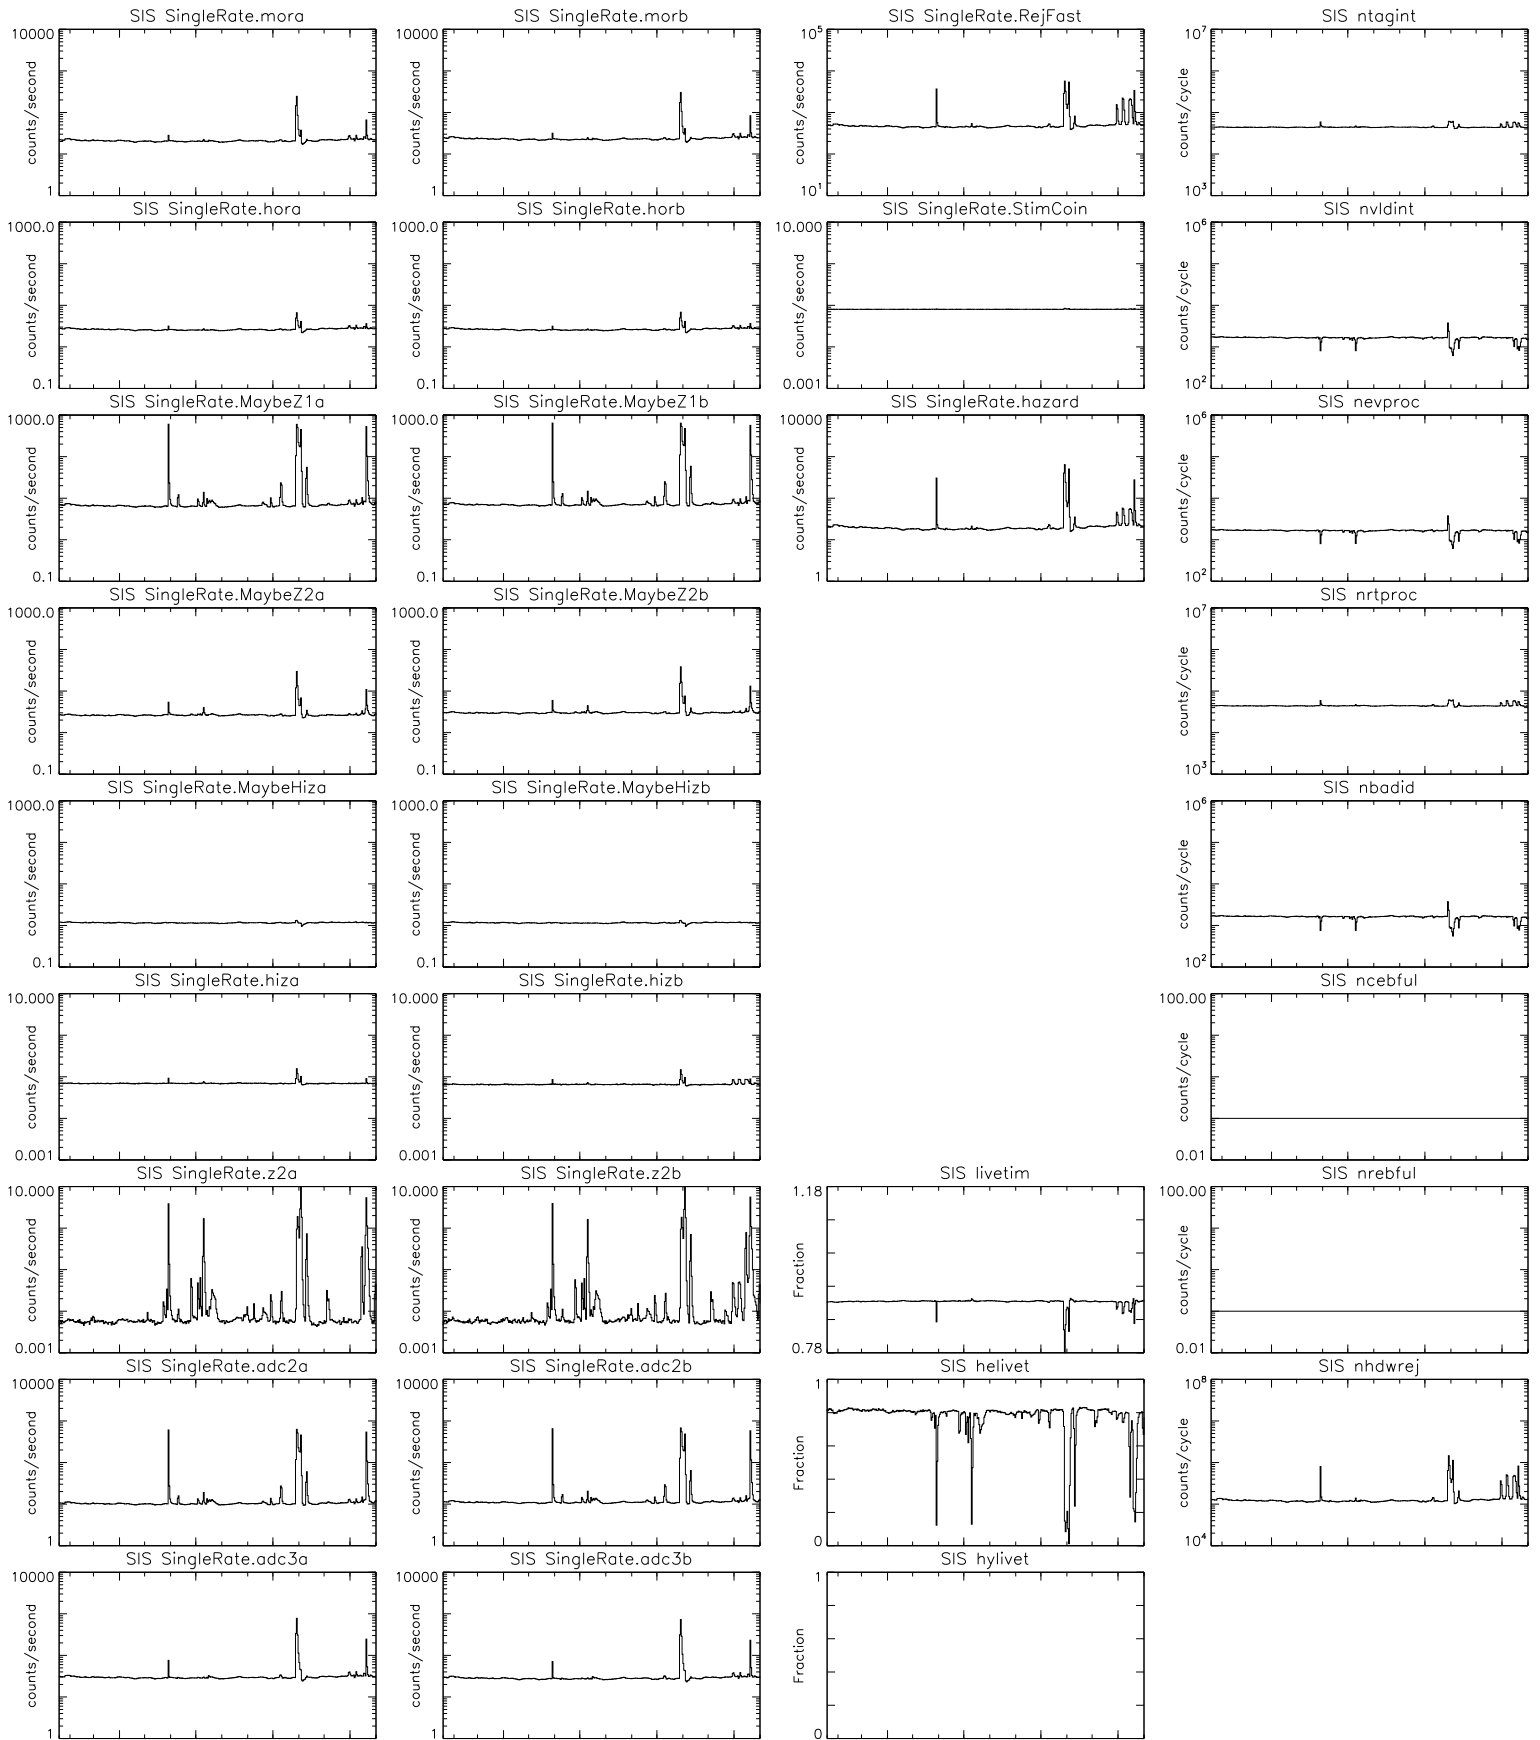 SIS SingleRate.mora
10000
counts/second
1
SIS SingleRate.morb
10000
counts/second
1
SIS SingleRate.RejFast
10^5
counts/second
10^1
SIS ntagint
10^7
counts/cycle
10^3
SIS SingleRate.hora
1000.0
counts/second
0.1
SIS SingleRate.horb
1000.0
counts/second
0.1
SIS SingleRate.StimCoin
10.000
counts/second
0.001
SIS nvldint
10^6
counts/cycle
10^2
SIS SingleRate.MaybeZ1a
1000.0
counts/second
0.1
SIS SingleRate.MaybeZ1b
1000.0
counts/second
0.1
SIS SingleRate.hazard
10000
counts/second
1
SIS nevproc
10^6
counts/cycle
10^2
SIS SingleRate.MaybeZ2a
1000.0
counts/second
0.1
SIS SingleRate.MaybeZ2b
1000.0
counts/second
0.1
SIS nrtproc
10^7
counts/cycle
10^3
SIS SingleRate.MaybeHiza
1000.0
counts/second
0.1
SIS SingleRate.MaybeHizb
1000.0
counts/second
0.1
SIS nbadid
10^6
counts/cycle
10^2
SIS SingleRate.hiza
10.000
counts/second
0.001
SIS SingleRate.hizb
10.000
counts/second
0.001
SIS ncebful
100.00
counts/cycle
0.01
SIS SingleRate.z2a
10.000
counts/second
0.001
SIS SingleRate.z2b
10.000
counts/second
0.001
SIS livetim
1.18
Fraction
0.78
SIS nrebful
100.00
counts/cycle
0.01
SIS SingleRate.adc2a
10000
counts/second
1
SIS SingleRate.adc2b
10000
counts/second
1
SIS helivet
1
Fraction
0
SIS nhdwrej
10^8
counts/cycle
10^4
SIS SingleRate.adc3a
10000
counts/second
1
SIS SingleRate.adc3b
10000
counts/second
1
SIS hylivet
1
Fraction
0